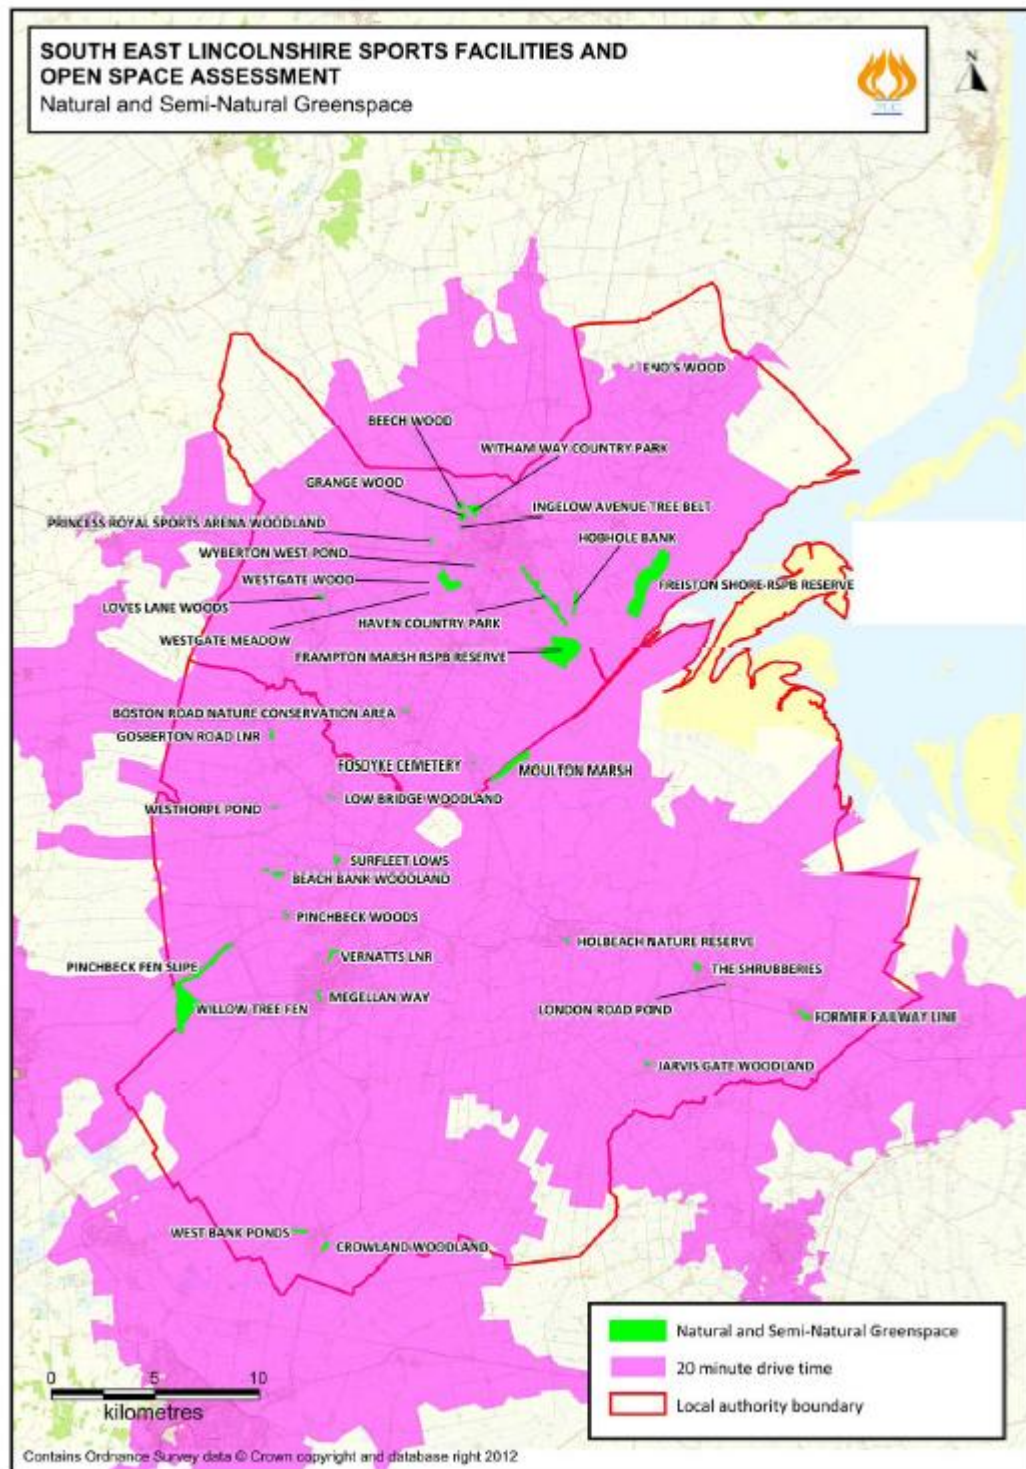 SOUTH EAST LINCOLNSHIRE SPORTS FACILITIES AND
OPEN SPACE ASSESSMENT
Natural and Semi-Natural Greenspace
N
ENO'S WOOD
BEECH WOOD
WITHAM WAY COUNTRY PARK
GRANGE WOOD
INGELOW AVENUE TREE BELT
PRINCESS ROYAL SPORTS ARENA WOODLAND
HOBHOLE BANK
WYBERTON WEST POND
WESTGATE WOOD
FREISTON SHORE RSPB RESERVE
LOVES LANE WOODS
HAVEN COUNTRY PARK
WESTGATE MEADOW
FRAMPTON MARSH RSPB RESERVE
BOSTON ROAD NATURE CONSERVATION AREA
GOSBERTON ROAD LNR
FOSDYKE CEMETERY
MOULTON MARSH
LOW BRIDGE WOODLAND
WESTHORPE POND
SURFLEET LOWS
BEACH BANK WOODLAND
PINCHBECK WOODS
HOLBEACH NATURE RESERVE
VERNATTS LNR
PINCHBECK FEN SLIPE
THE SHRUBBERIES
MEGELLAN WAY
WILLOW TREE FEN
LONDON ROAD POND
FORMER RAILWAY LINE
JARVIS GATE WOODLAND
WEST BANK PONDS
CROWLAND WOODLAND
Natural and Semi-Natural Greenspace
20 minute drive time
Local authority boundary
0 5 10
kilometres
Contains Ordnance Survey data © Crown copyright and database right 2012